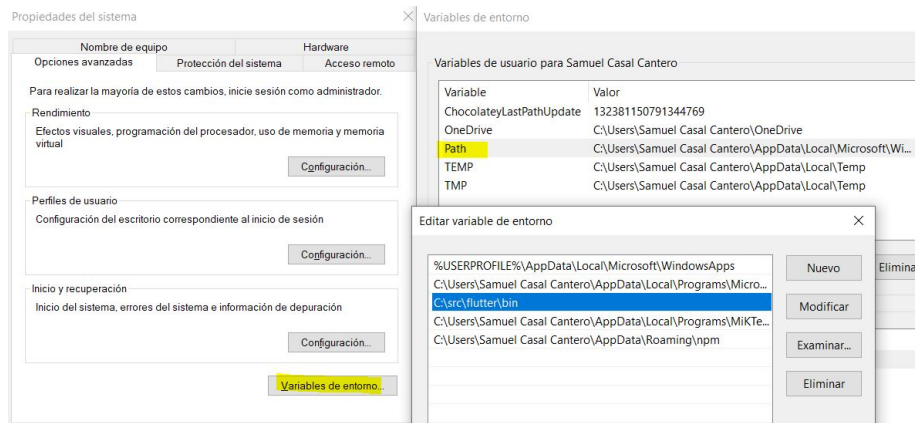 Propiedades del sistema
Nombre de equipo
Hardware
Opciones avanzadas
Protección del sistema
Acceso remoto
Para realizar la mayoría de estos cambios, inicie sesión como administrador.
Rendimiento
Efectos visuales, programación del procesador, uso de memoria y memoria
virtual
Configuración...
Perfiles de usuario
Configuración del escritorio correspondiente al inicio de sesión
Configuración...
Inicio y recuperación
Inicio del sistema, errores del sistema e información de depuración
Configuración...
Variables de entorno...
Variables de entorno
Variables de usuario para Samuel Casal Cantero
Variable Valor
ChocolateyLastPathUpdate 132381150791344769
OneDrive C:\Users\Samuel Casal Cantero\OneDrive
Path C:\Users\Samuel Casal Cantero\AppData\Local\Microsoft\Wi...
TEMP C:\Users\Samuel Casal Cantero\AppData\Local\Temp
TMP C:\Users\Samuel Casal Cantero\AppData\Local\Temp
Editar variable de entorno
%USERPROFILE%\AppData\Local\Microsoft\WindowsApps
C:\Users\Samuel Casal Cantero\AppData\Local\Programs\Micro...
C:\src\flutter\bin
C:\Users\Samuel Casal Cantero\AppData\Local\Programs\MiKTe...
C:\Users\Samuel Casal Cantero\AppData\Roaming\npm
Nuevo
Modificar
Examinar...
Eliminar
Elimina